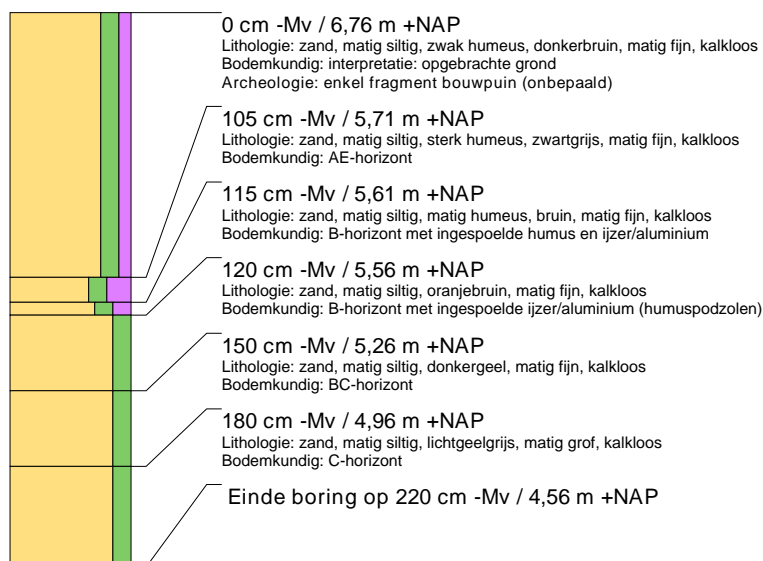 0 cm -Mv / 6,76 m +NAP
Lithologie: zand, matig siltig, zwak humeus, donkerbruin, matig fijn, kalkloos
Bodemkundig: interpretatie: opgebrachte grond
Archeologie: enkel fragment bouwpuin (onbepaald)
105 cm -Mv / 5,71 m +NAP
Lithologie: zand, matig siltig, sterk humeus, zwartgrijs, matig fijn, kalkloos
Bodemkundig: AE-horizont
115 cm -Mv / 5,61 m +NAP
Lithologie: zand, matig siltig, matig humeus, bruin, matig fijn, kalkloos
Bodemkundig: B-horizont met ingespoelde humus en ijzer/aluminium
120 cm -Mv / 5,56 m +NAP
Lithologie: zand, matig siltig, oranjebruin, matig fijn, kalkloos
Bodemkundig: B-horizont met ingespoelde ijzer/aluminium (humuspodzolen)
150 cm -Mv / 5,26 m +NAP
Lithologie: zand, matig siltig, donkergeel, matig fijn, kalkloos
Bodemkundig: BC-horizont
180 cm -Mv / 4,96 m +NAP
Lithologie: zand, matig siltig, lichtgeelgrijs, matig grof, kalkloos
Bodemkundig: C-horizont
Einde boring op 220 cm -Mv / 4,56 m +NAP